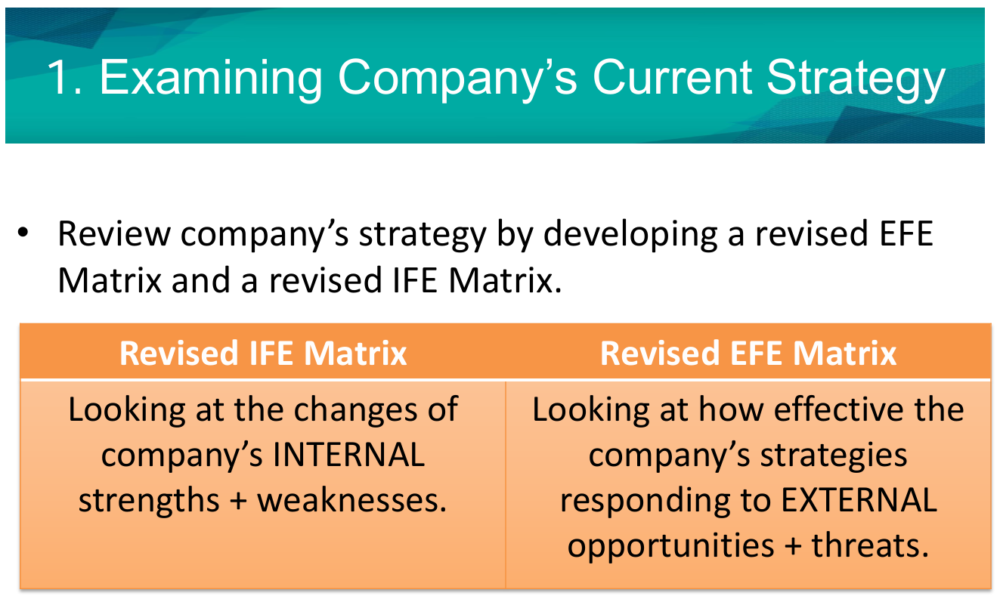 1. Examining Company’s Current Strategy
• Review company’s strategy by developing a revised EFE
Matrix and a revised IFE Matrix.
Revised IFE Matrix
Looking at the changes of
company’s INTERNAL
strengths + weaknesses.
Revised EFE Matrix
Looking at how effective the
company’s strategies
responding to EXTERNAL
opportunities + threats.